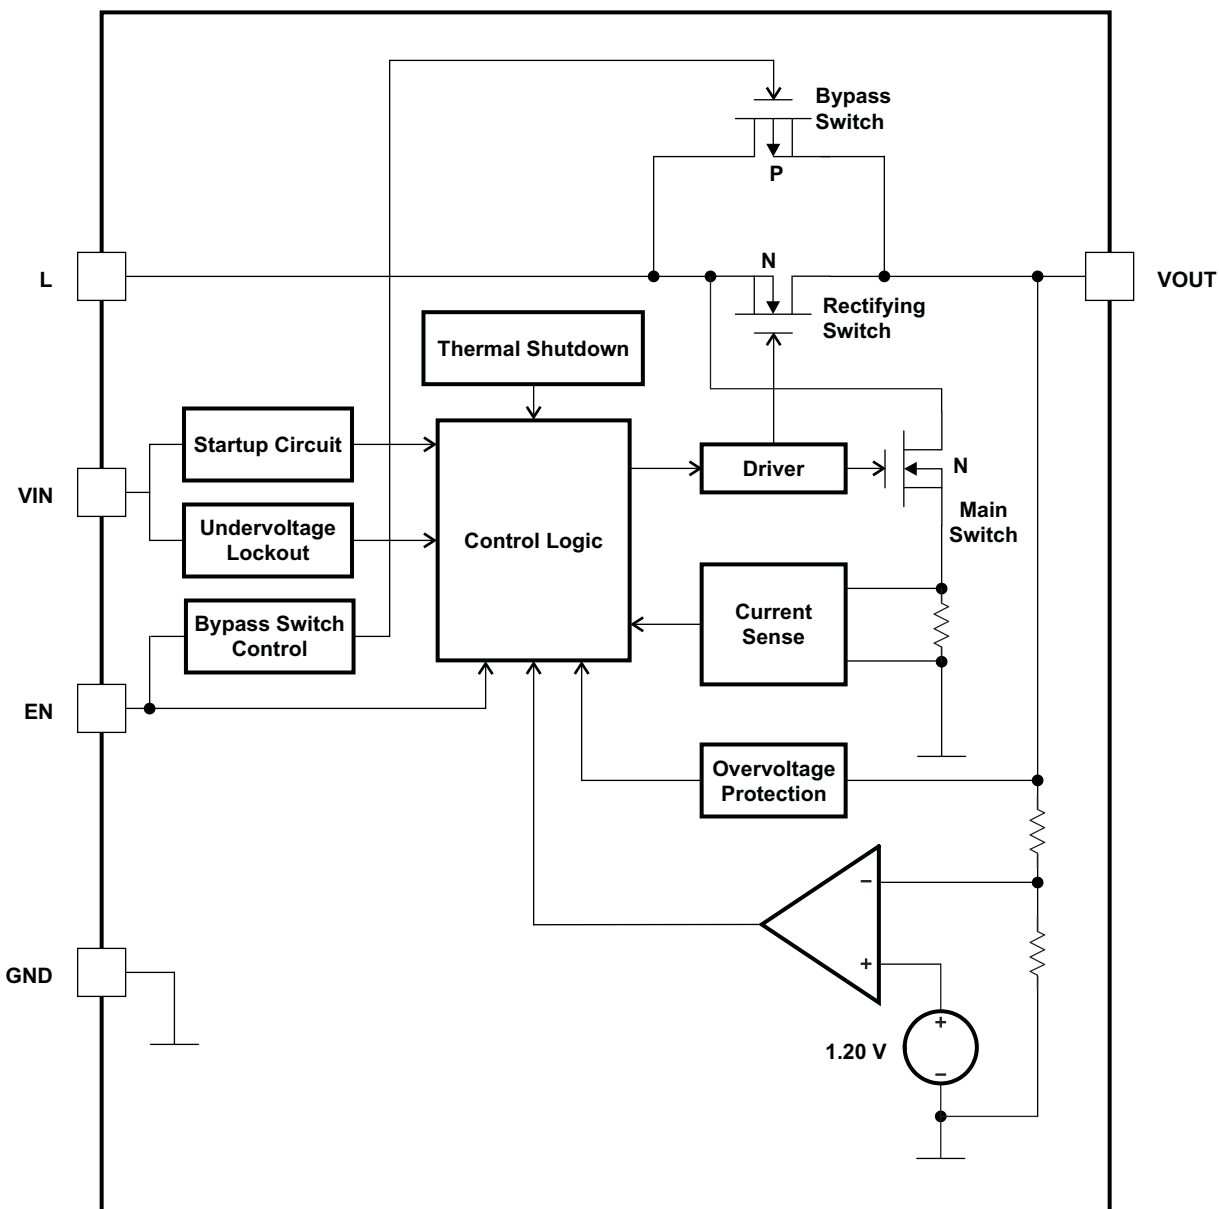 Bypass
Switch
P
L
N
VOUT
Rectifying
Switch
Thermal Shutdown
Startup Circuit
VIN
Driver
N
Undervoltage
Lockout
Control Logic
Main
Switch
Bypass Switch
Control
Current
Sense
EN
Overvoltage
Protection
−
+
GND
+
1.20 V
−